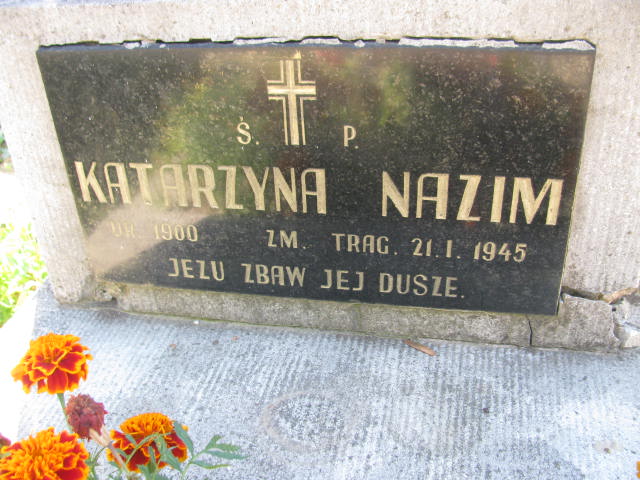 Ś. P.
KATARZYNA NAZIM
UR. 1900 ZM. TRAG. 21. I. 1945
JEZU ZBAW JEJ DUSZE.